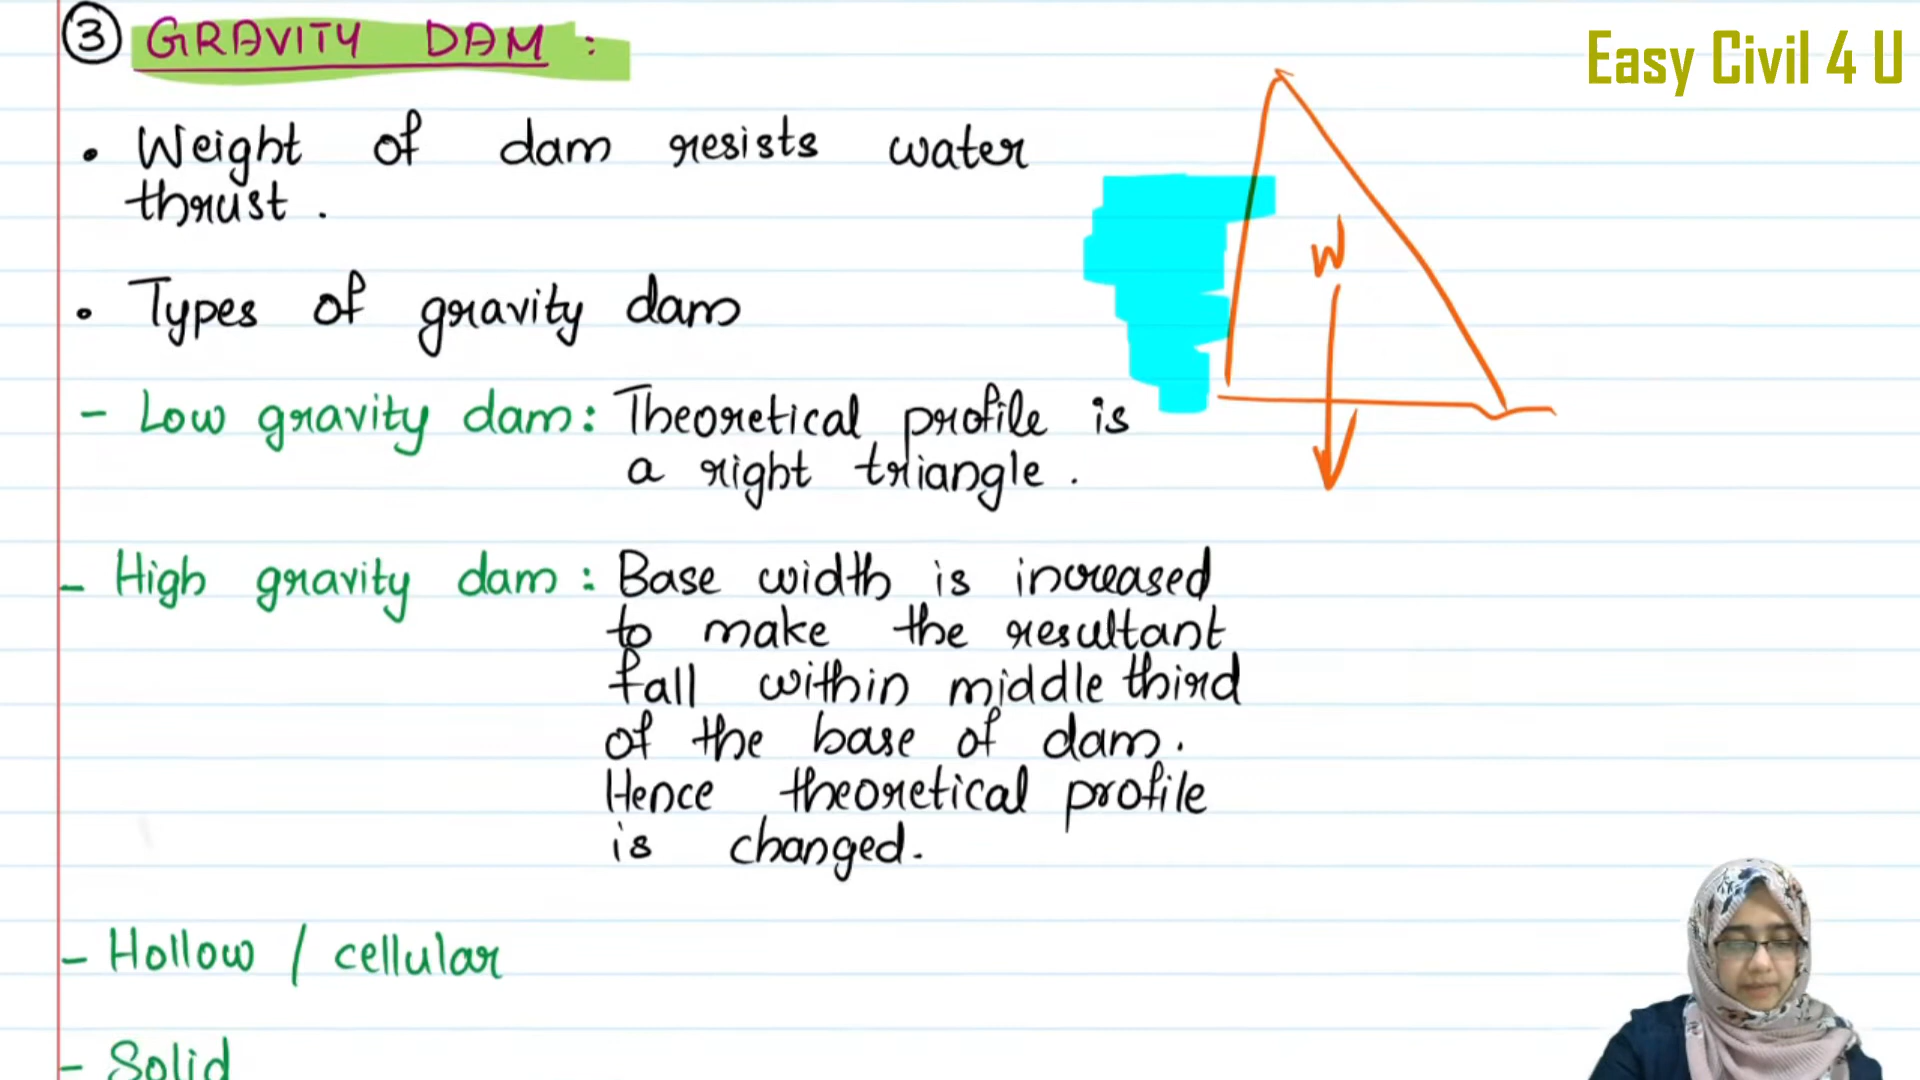 ③ GRAVITY DAM :
Easy Civil 4 U
• Weight of dam resists water
thrust .
W
• Types of gravity dam
- Low gravity dam : Theoretical profile is
a right triangle .
- High gravity dam : Base width is increased
to make the resultant
fall within middle third
of the base of dam .
Hence theoretical profile
is changed .
- Hollow / cellular
- Solid